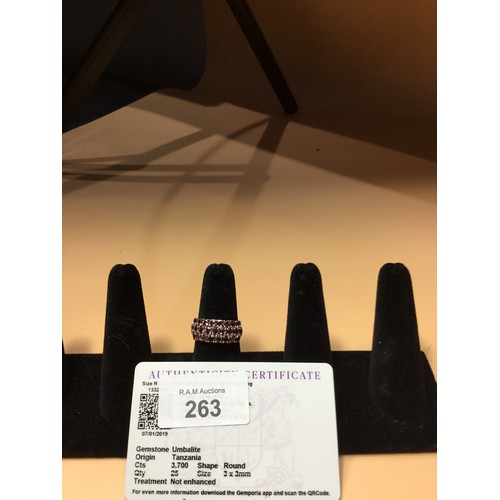 AUTHENTICITY CERTIFICATE
Size R
1332
R.A.M Auctions
263
07/01/2019
Gemstone Umbalite
Origin Tanzania
Cts 3.700 Shape Round
Qty 25 Size 3 x 3mm
Treatment Not enhanced
For even more information download the Gemporia app and scan the QRCode.